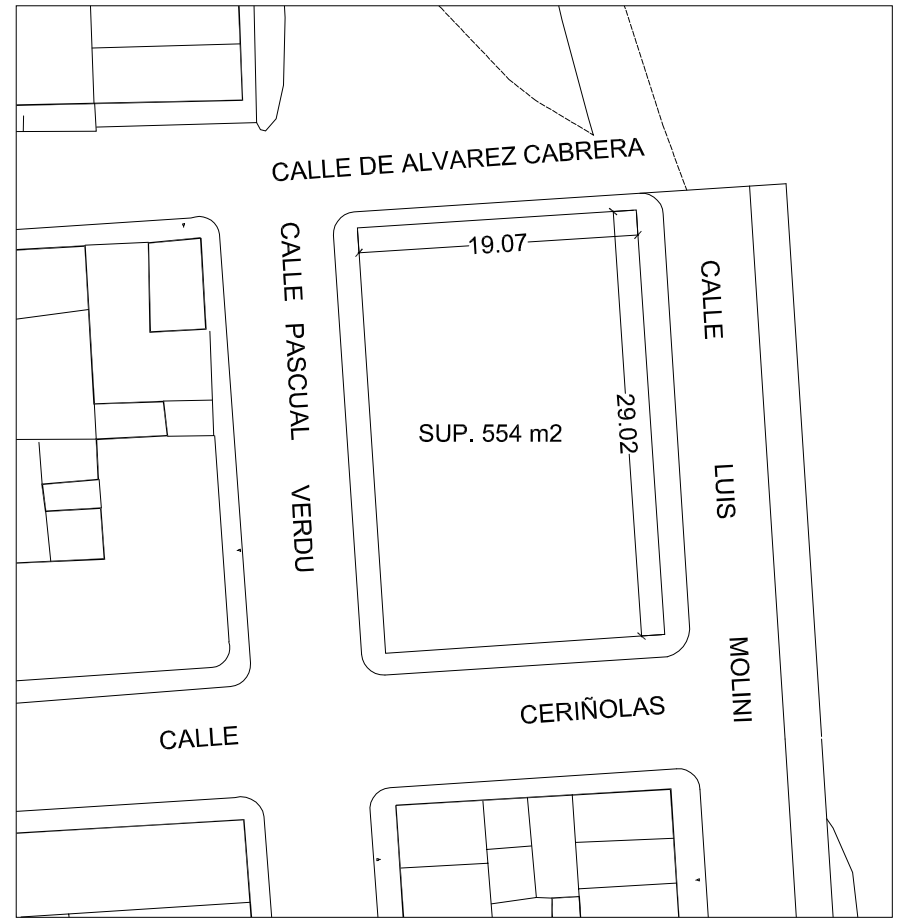 CALLE DE ALVAREZ CABRERA
CALLE PASCUAL VERDU
19.07
CALLE LUIS MOLINI
29.02
SUP. 554 m2
CALLE CERIÑOLAS